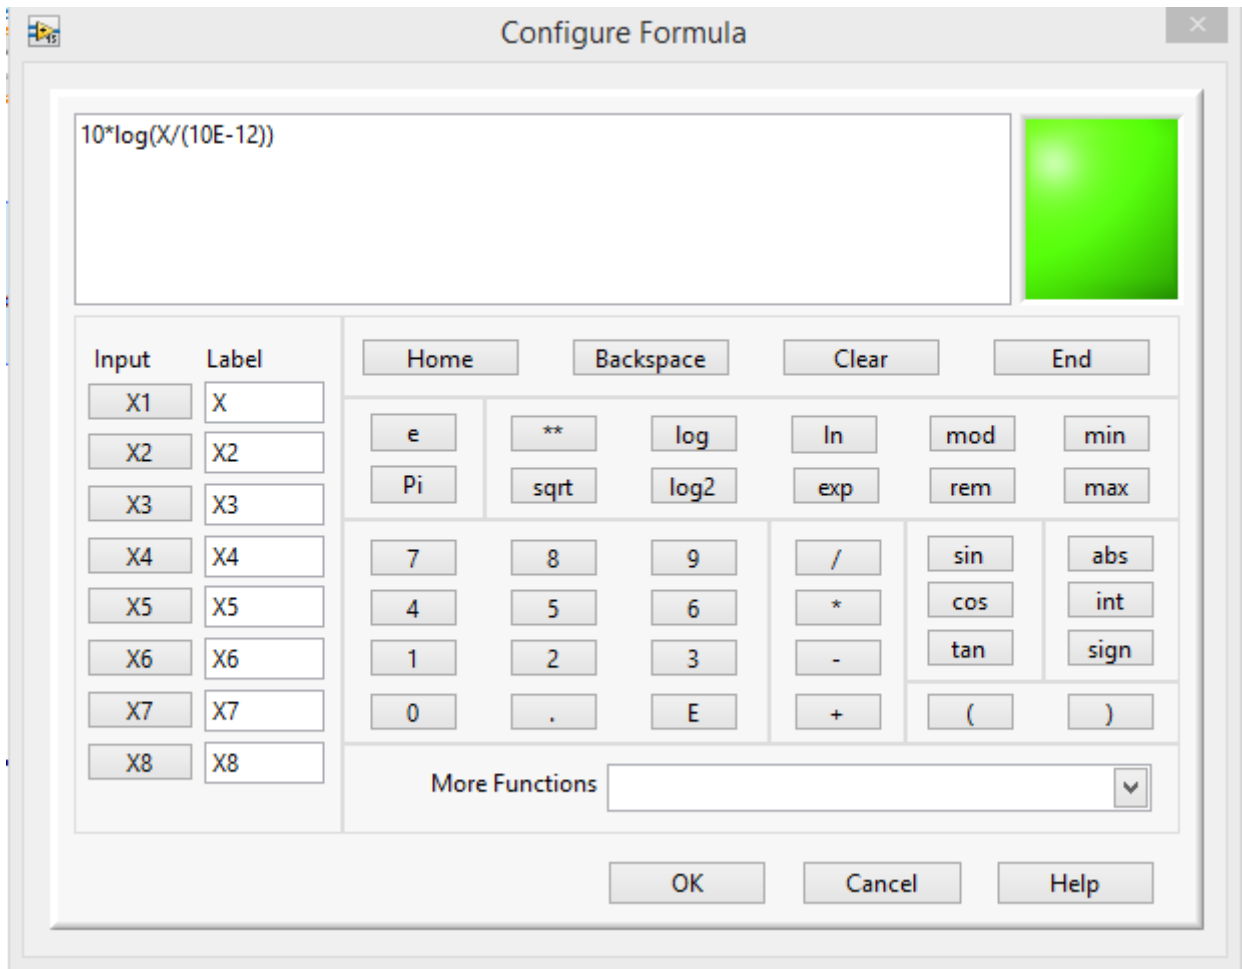 Configure Formula
10*log(X/(10E-12))
Input Label
Home Backspace Clear End
X1 X
X2 X2
X3 X3
X4 X4
X5 X5
X6 X6
X7 X7
X8 X8
e ** log ln mod min
Pi sqrt log2 exp rem max
7 8 9 / sin abs
4 5 6 * cos int
1 2 3 - tan sign
0 . E + ( )
More Functions
OK Cancel Help